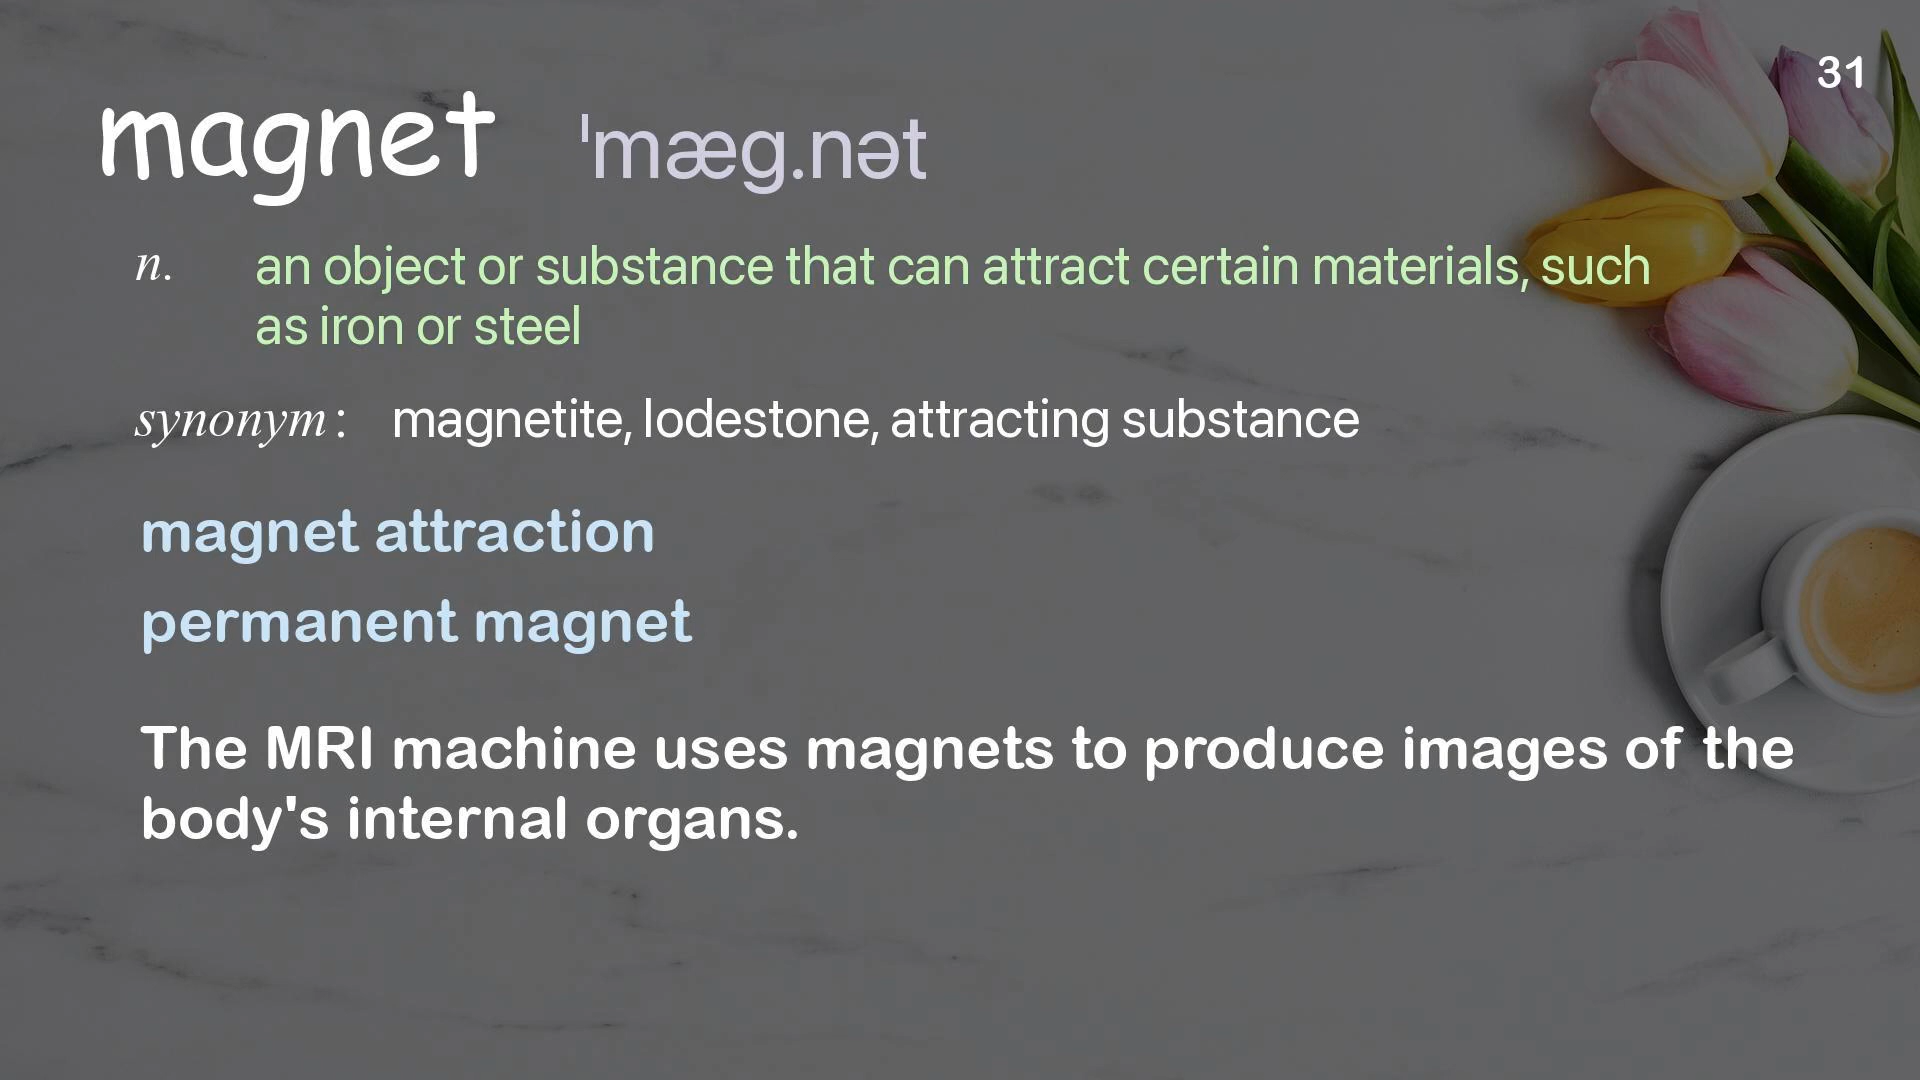 31
magnet ˈmæg.nət
n. an object or substance that can attract certain materials, such
as iron or steel
synonym: magnetite, lodestone, attracting substance
magnet attraction
permanent magnet
The MRI machine uses magnets to produce images of the
body's internal organs.